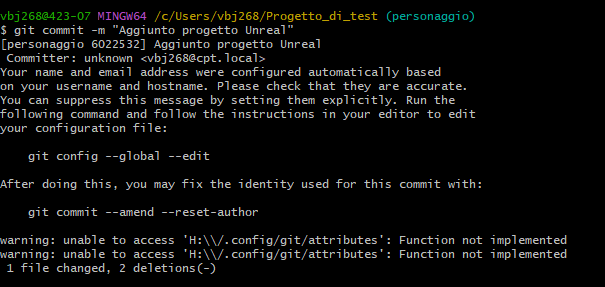 vbj268@423-07 MINGW64 /c/Users/vbj268/Progetto_di_test (personaggio)
$ git commit -m "Aggiunto progetto Unreal"
[personaggio 6022532] Aggiunto progetto Unreal
 Committer: unknown <vbj268@cpt.local>
Your name and email address were configured automatically based
on your username and hostname. Please check that they are accurate.
You can suppress this message by setting them explicitly. Run the
following command and follow the instructions in your editor to edit
your configuration file:

    git config --global --edit

After doing this, you may fix the identity used for this commit with:

    git commit --amend --reset-author

warning: unable to access 'H:\\/.config/git/attributes': Function not implemented
warning: unable to access 'H:\\/.config/git/attributes': Function not implemented
 1 file changed, 2 deletions(-)